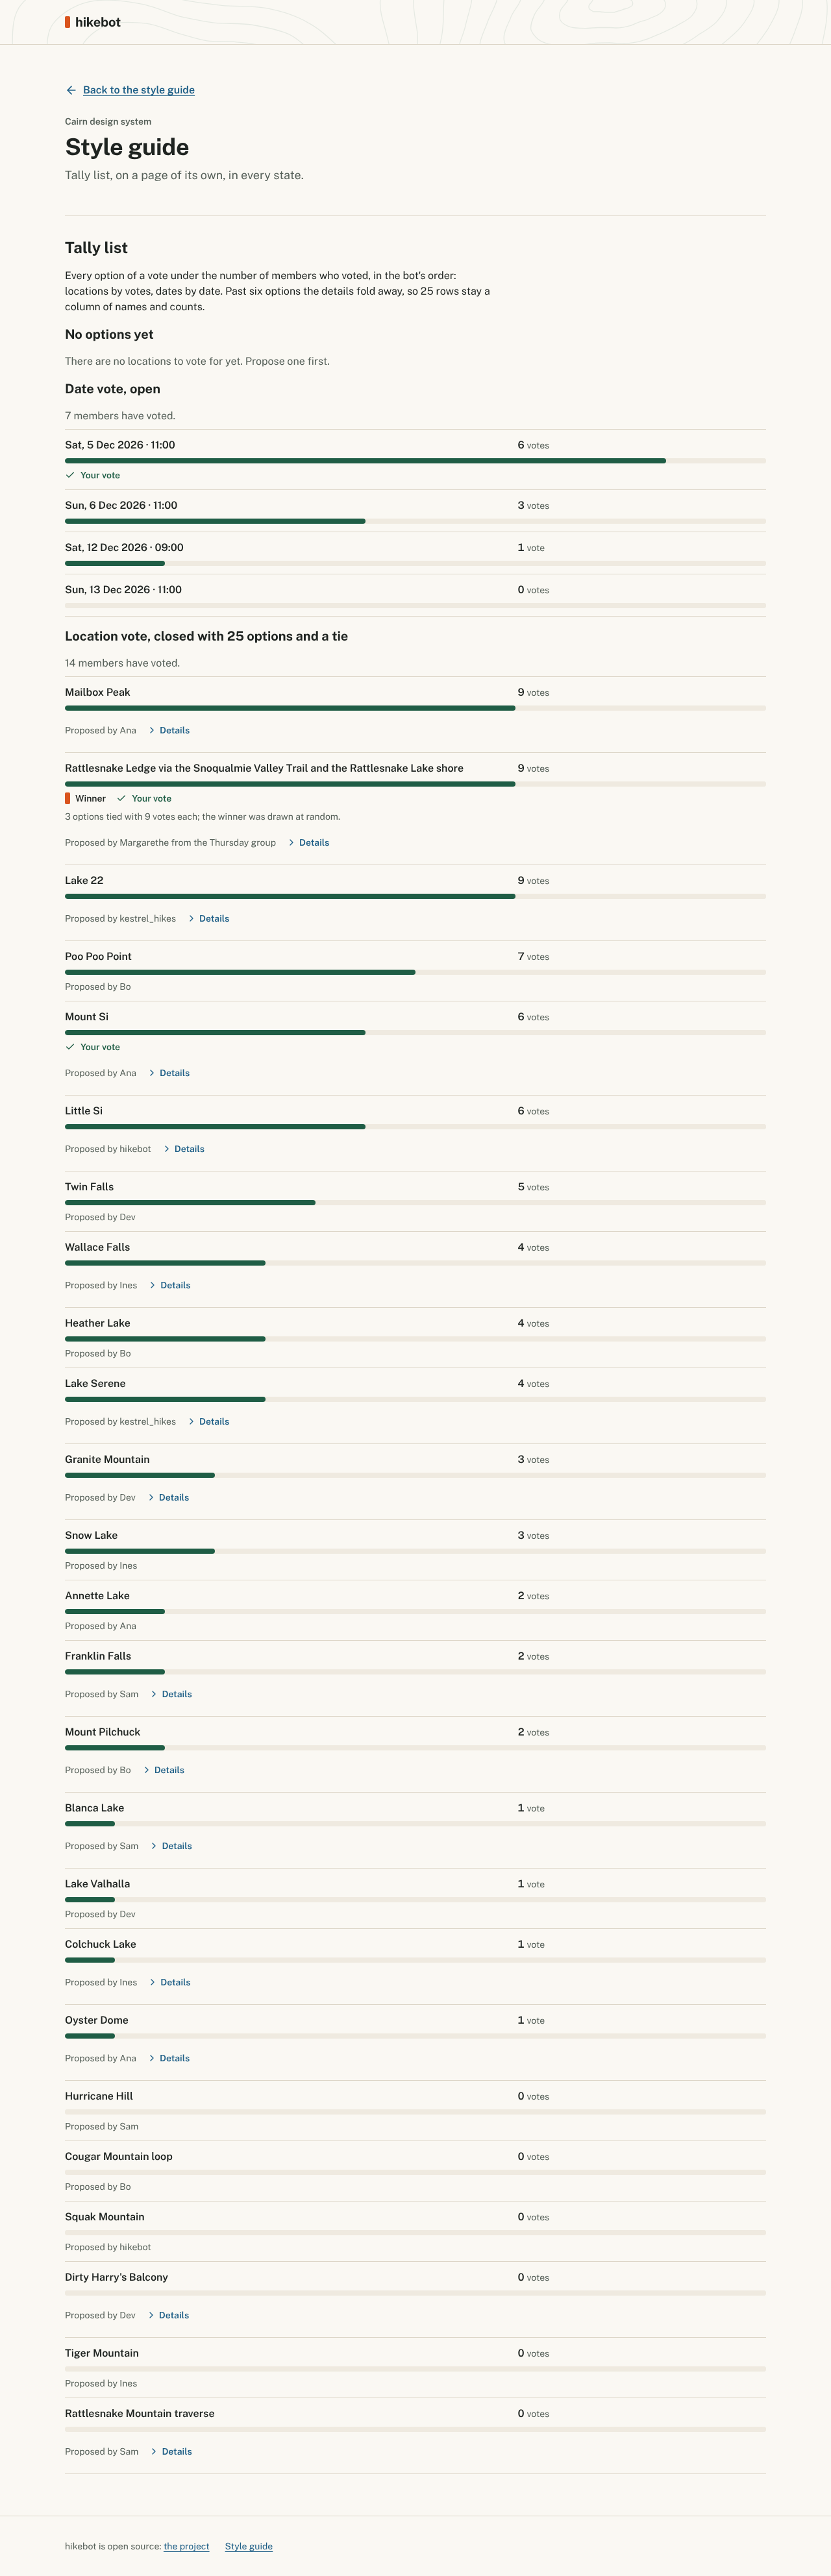 hikebot
Back to the style guide
Cairn design system
Style guide
Tally list, on a page of its own, in every state.
Tally list
Every option of a vote under the number of members who voted, in the bot's order:
locations by votes, dates by date. Past six options the details fold away, so 25 rows stay a
column of names and counts.
No options yet
There are no locations to vote for yet. Propose one first.
Date vote, open
7 members have voted.
Sat, 5 Dec 2026 · 11:00 6 votes
Your vote
Sun, 6 Dec 2026 · 11:00 3 votes
Sat, 12 Dec 2026 · 09:00 1 vote
Sun, 13 Dec 2026 · 11:00 0 votes
Location vote, closed with 25 options and a tie
14 members have voted.
Mailbox Peak 9 votes
Proposed by Ana Details
Rattlesnake Ledge via the Snoqualmie Valley Trail and the Rattlesnake Lake shore 9 votes
Winner Your vote
3 options tied with 9 votes each; the winner was drawn at random.
Proposed by Margarethe from the Thursday group Details
Lake 22 9 votes
Proposed by kestrel_hikes Details
Poo Poo Point 7 votes
Proposed by Bo
Mount Si 6 votes
Your vote
Proposed by Ana Details
Little Si 6 votes
Proposed by hikebot Details
Twin Falls 5 votes
Proposed by Dev
Wallace Falls 4 votes
Proposed by Ines Details
Heather Lake 4 votes
Proposed by Bo
Lake Serene 4 votes
Proposed by kestrel_hikes Details
Granite Mountain 3 votes
Proposed by Dev Details
Snow Lake 3 votes
Proposed by Ines
Annette Lake 2 votes
Proposed by Ana
Franklin Falls 2 votes
Proposed by Sam Details
Mount Pilchuck 2 votes
Proposed by Bo Details
Blanca Lake 1 vote
Proposed by Sam Details
Lake Valhalla 1 vote
Proposed by Dev
Colchuck Lake 1 vote
Proposed by Ines Details
Oyster Dome 1 vote
Proposed by Ana Details
Hurricane Hill 0 votes
Proposed by Sam
Cougar Mountain loop 0 votes
Proposed by Bo
Squak Mountain 0 votes
Proposed by hikebot
Dirty Harry's Balcony 0 votes
Proposed by Dev Details
Tiger Mountain 0 votes
Proposed by Ines
Rattlesnake Mountain traverse 0 votes
Proposed by Sam Details
hikebot is open source: the project Style guide